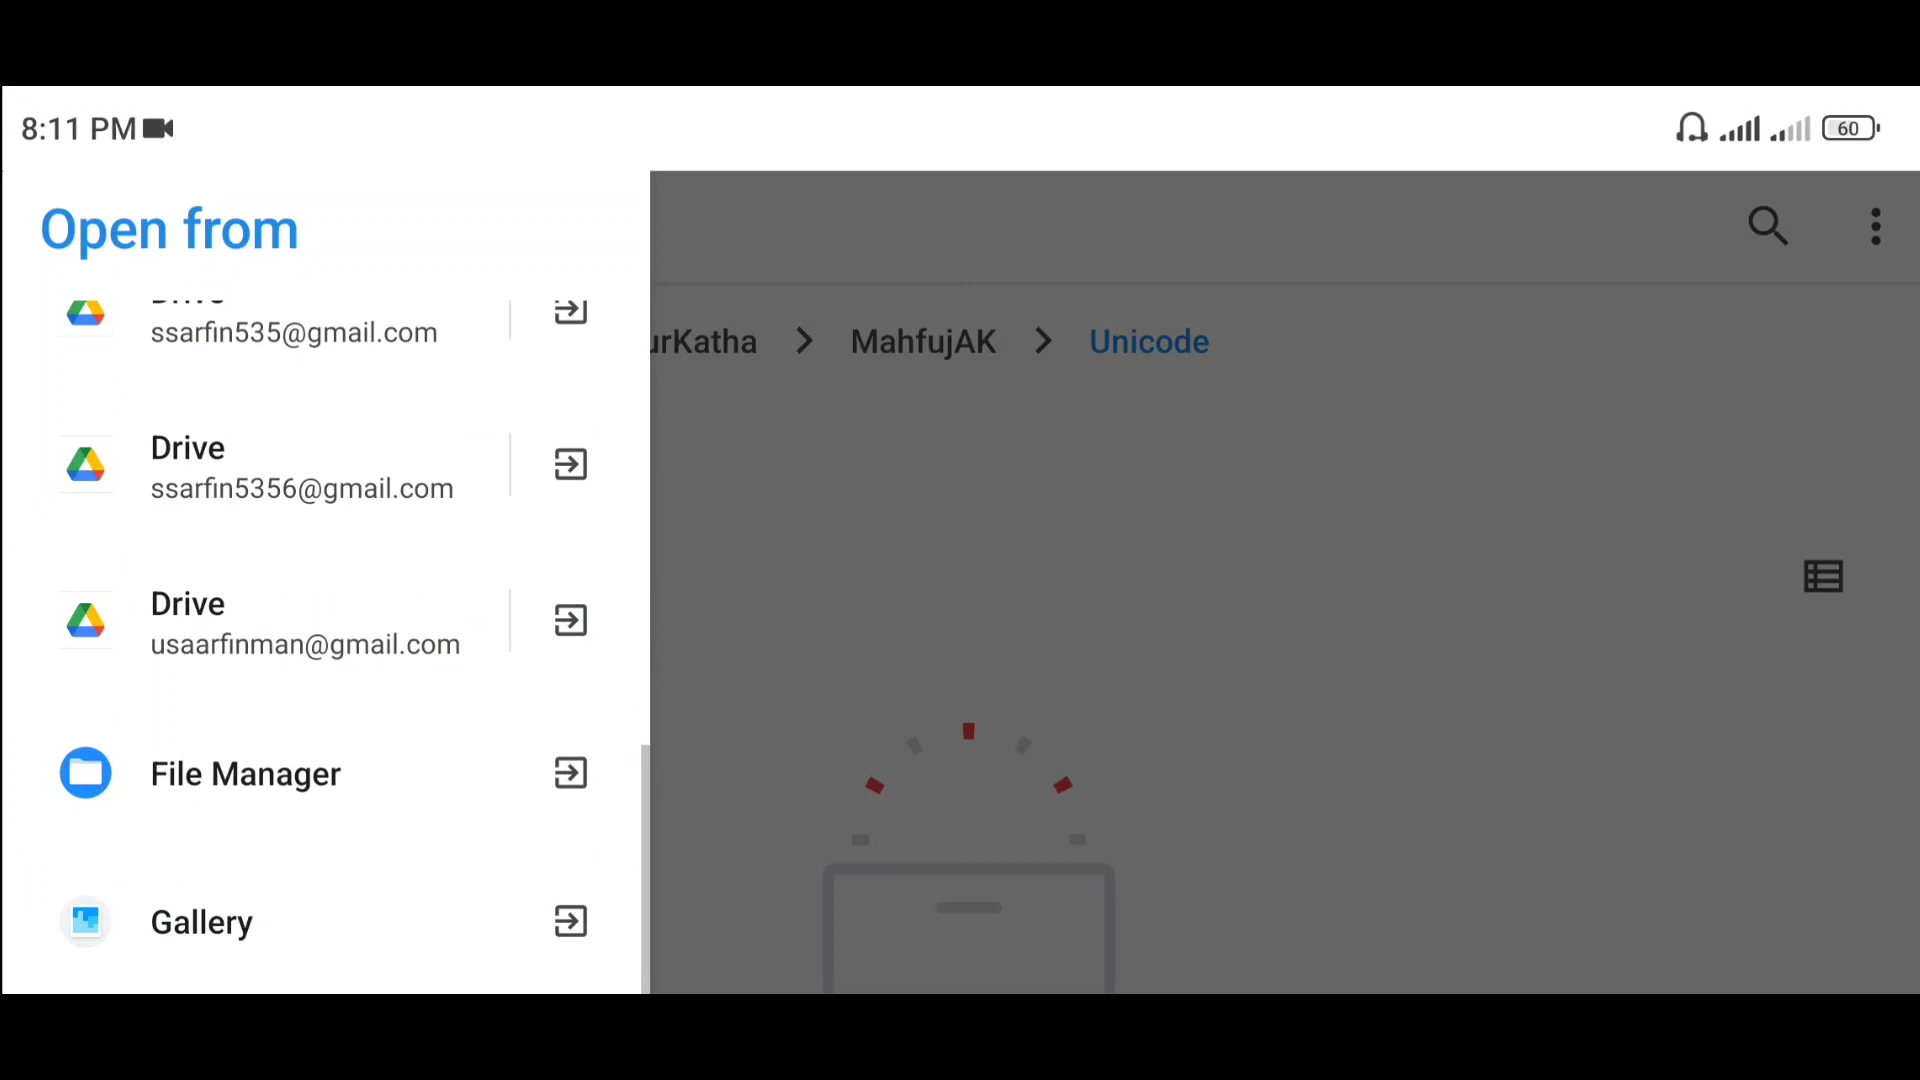 8:11 PM
60
Open from
ssarfin535@gmail.com
urKatha
MahfujAK
Unicode
Drive
ssarfin5356@gmail.com
Drive
usaarfinman@gmail.com
File Manager
Gallery